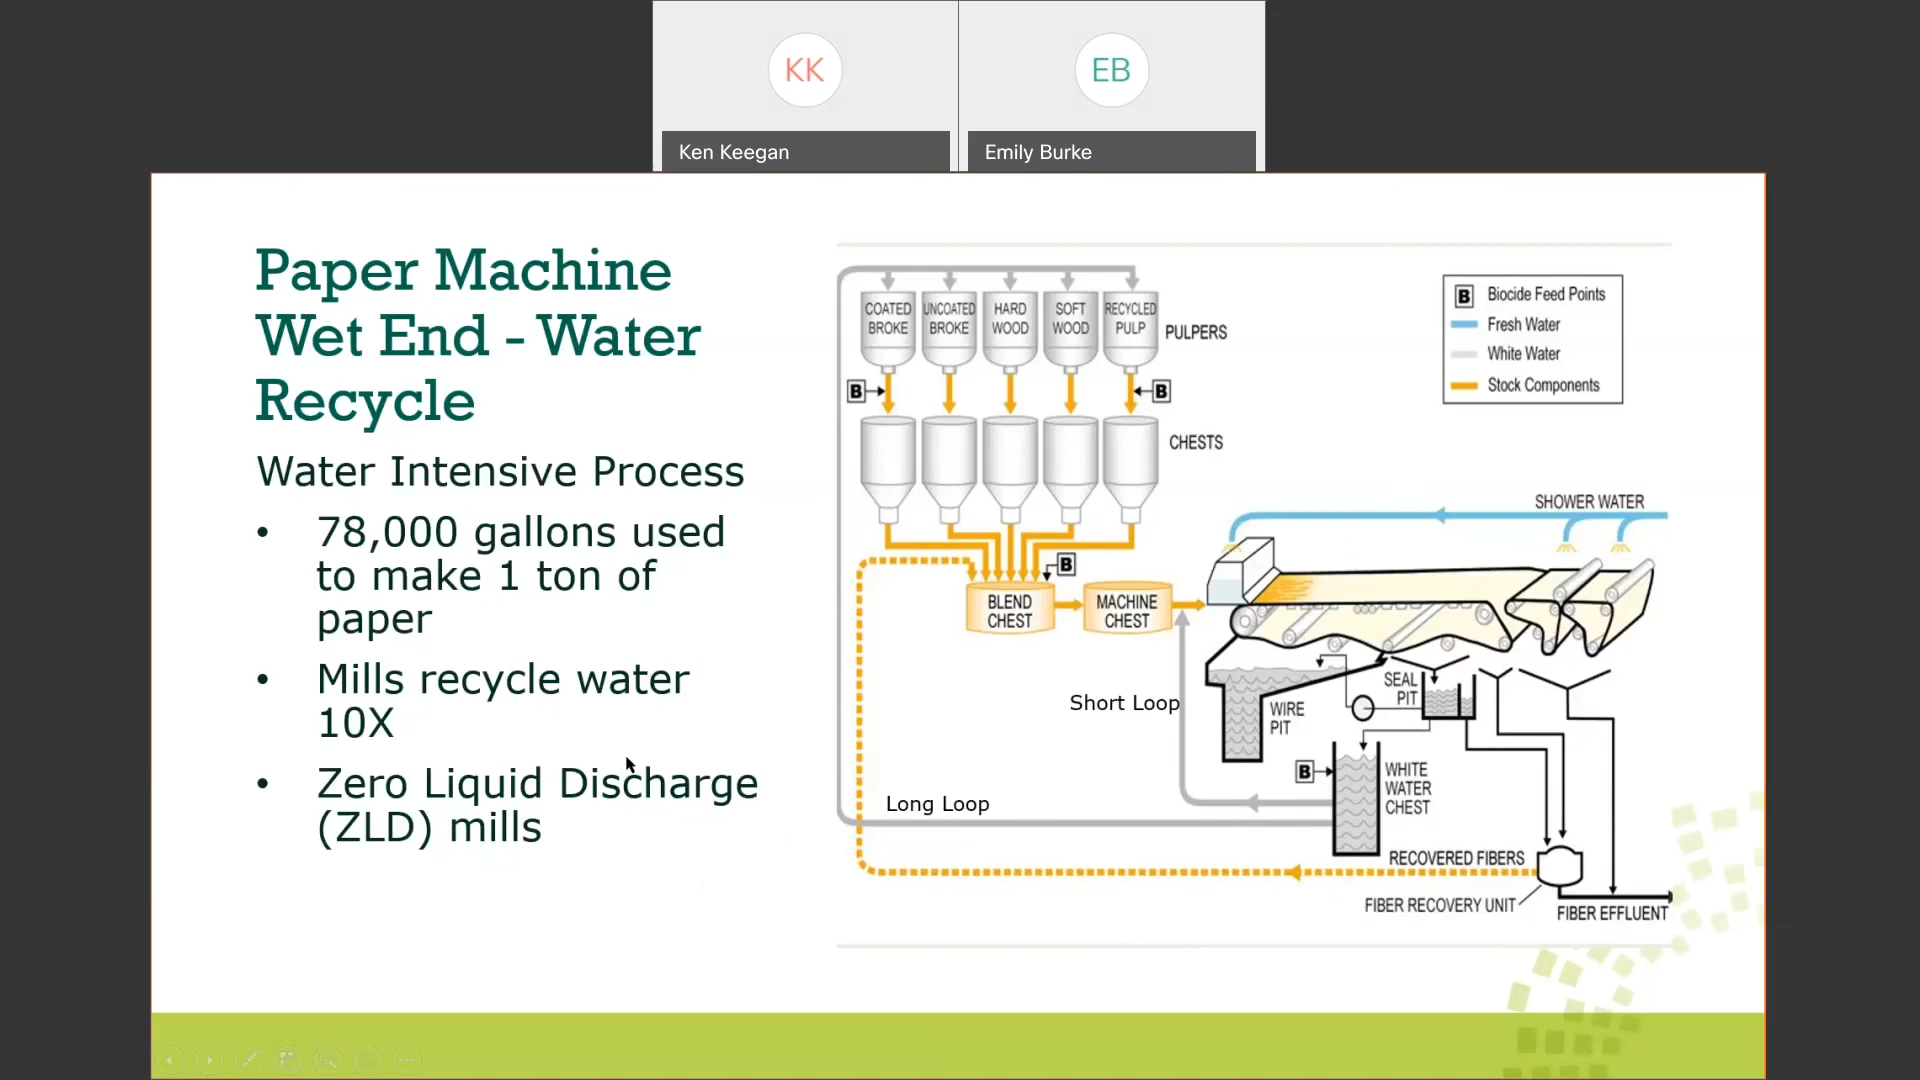 KK
EB
Ken Keegan
Emily Burke
Paper Machine
Wet End - Water
Recycle
Water Intensive Process
• 78,000 gallons used
to make 1 ton of
paper
• Mills recycle water
10X
• Zero Liquid Discharge
(ZLD) mills
COATED
BROKE
UNCOATED
BROKE
HARD
WOOD
SOFT
WOOD
RECYCLED
PULP
PULPERS
B
B
CHESTS
B
BLEND
CHEST
MACHINE
CHEST
B Biocide Feed Points
Fresh Water
White Water
Stock Components
SHOWER WATER
Short Loop
Long Loop
WIRE
PIT
SEAL
PIT
B
WHITE
WATER
CHEST
RECOVERED FIBERS
FIBER RECOVERY UNIT
FIBER EFFLUENT